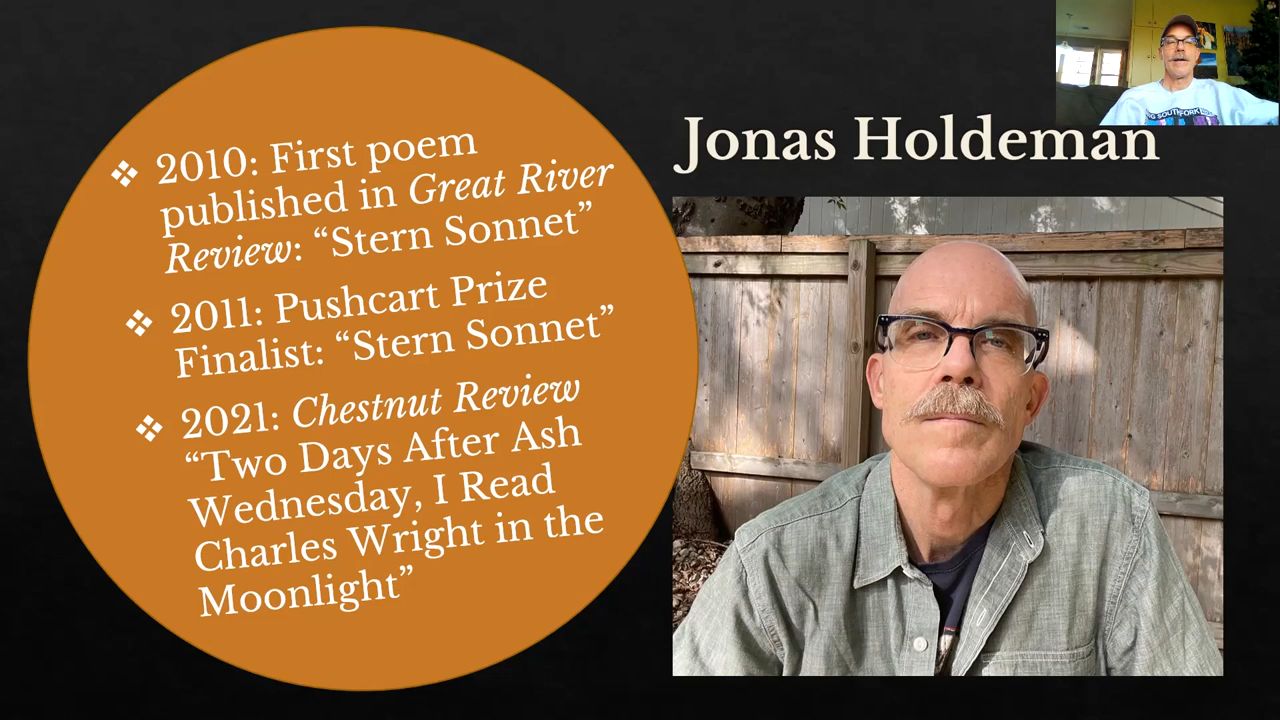 ❖ 2010: First poem
published in Great River
Review: “Stern Sonnet”
❖ 2011: Pushcart Prize
Finalist: “Stern Sonnet”
❖ 2021: Chestnut Review
“Two Days After Ash
Wednesday, I Read
Charles Wright in the
Moonlight”
Jonas Holdeman